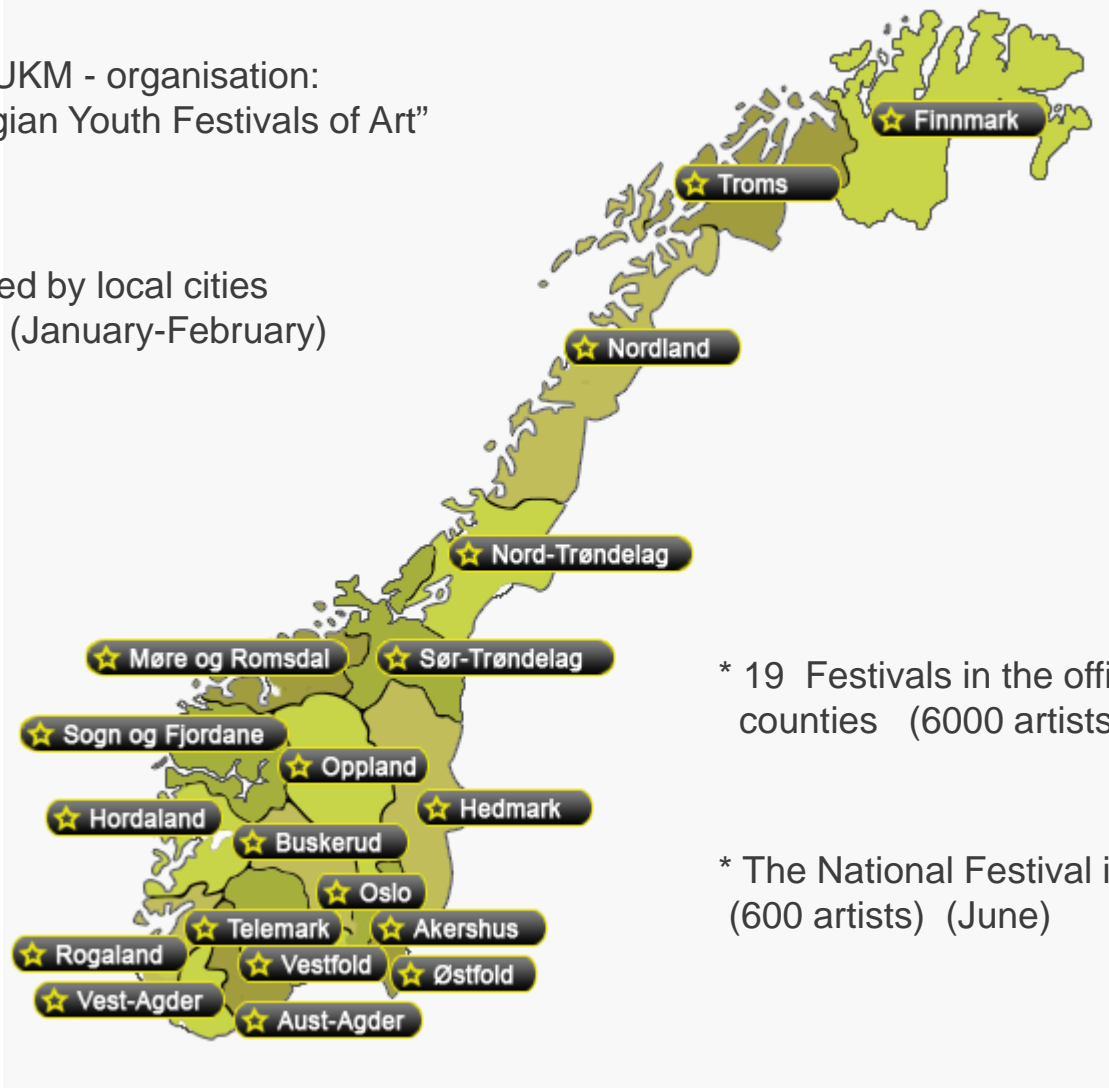 UKM - organisation:
gian Youth Festivals of Art”
ed by local cities
(January-February)
Finnmark
Troms
Nordland
Nord-Trøndelag
Møre og Romsdal
Sør-Trøndelag
Sogn og Fjordane
Oppland
Hordaland
Hedmark
Buskerud
Oslo
Telemark
Akershus
Rogaland
Vestfold
Østfold
Vest-Agder
Aust-Agder
* 19 Festivals in the offi
counties (6000 artists
* The National Festival i
(600 artists) (June)